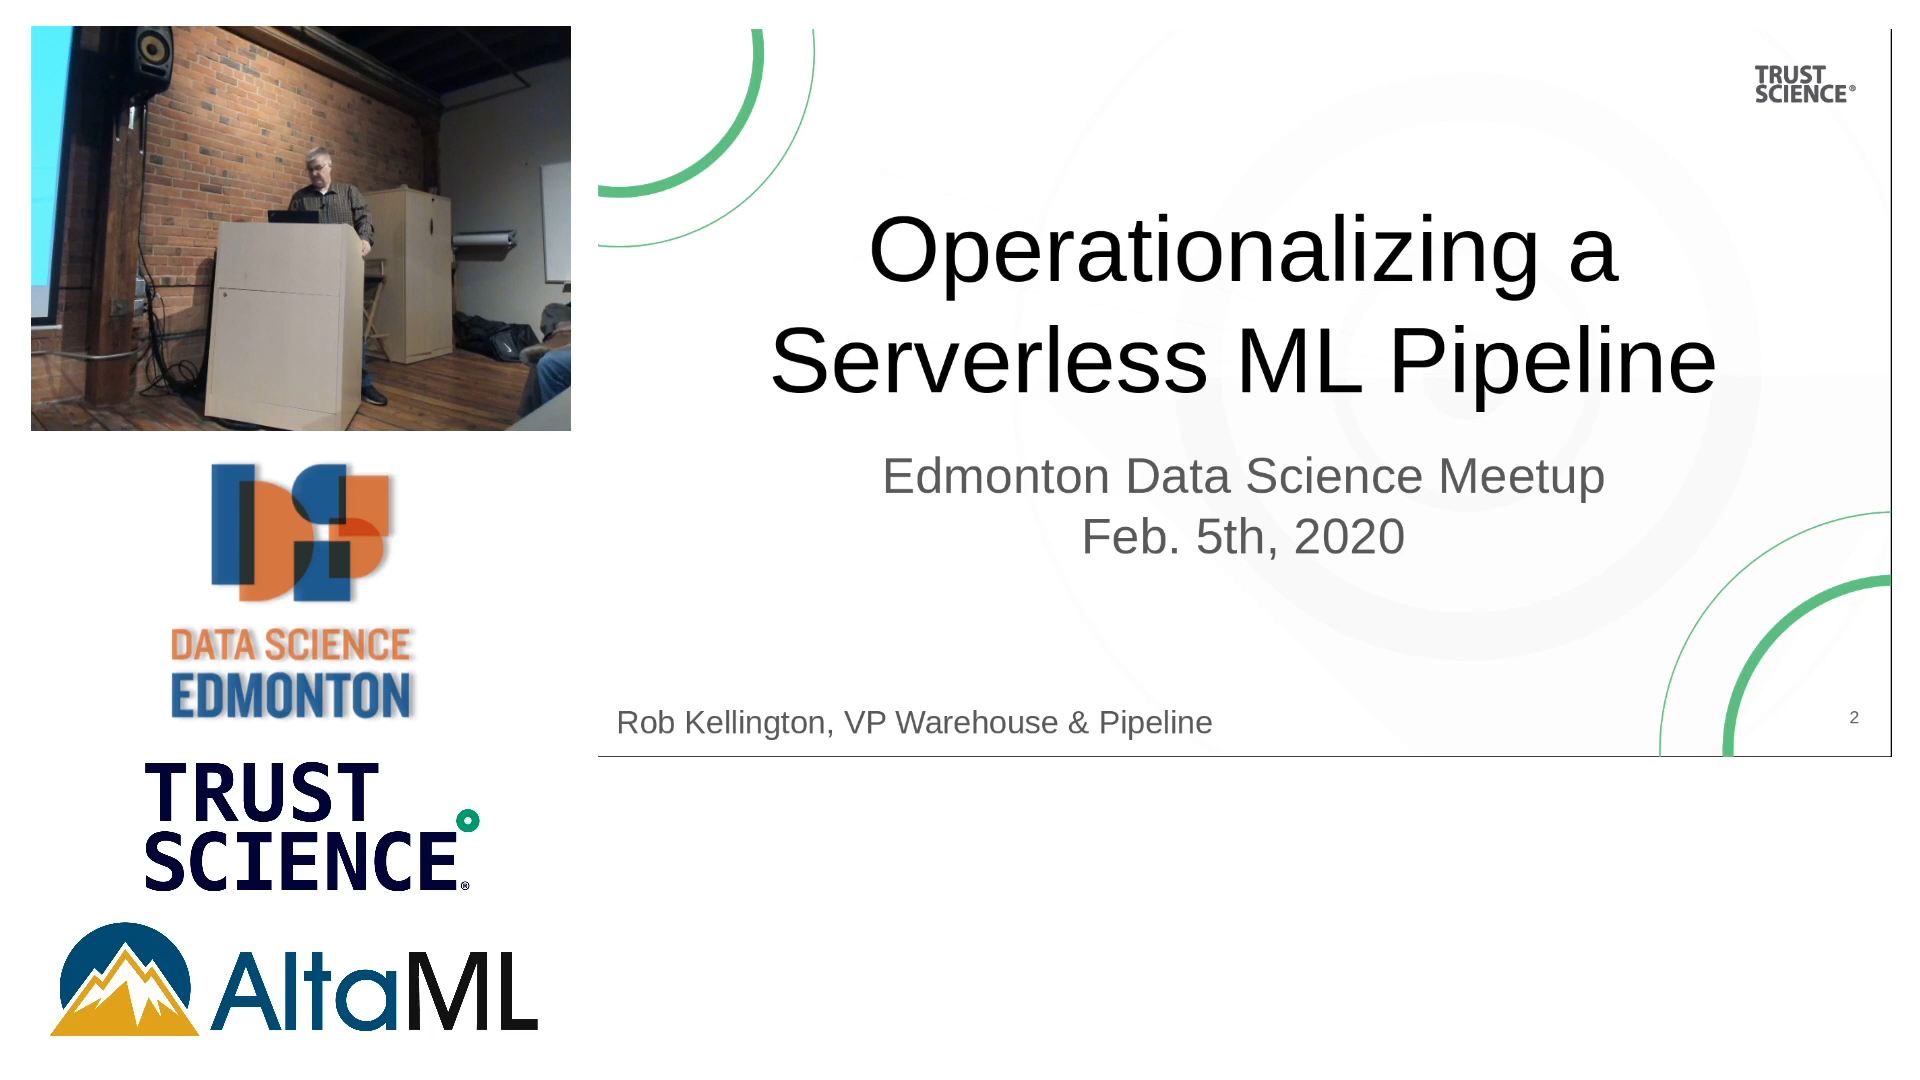 TRUST
SCIENCE®
Operationalizing a
Serverless ML Pipeline
Edmonton Data Science Meetup
Feb. 5th, 2020
Rob Kellington, VP Warehouse & Pipeline
2
DATA SCIENCE
EDMONTON
TRUST
SCIENCE®
AltaML